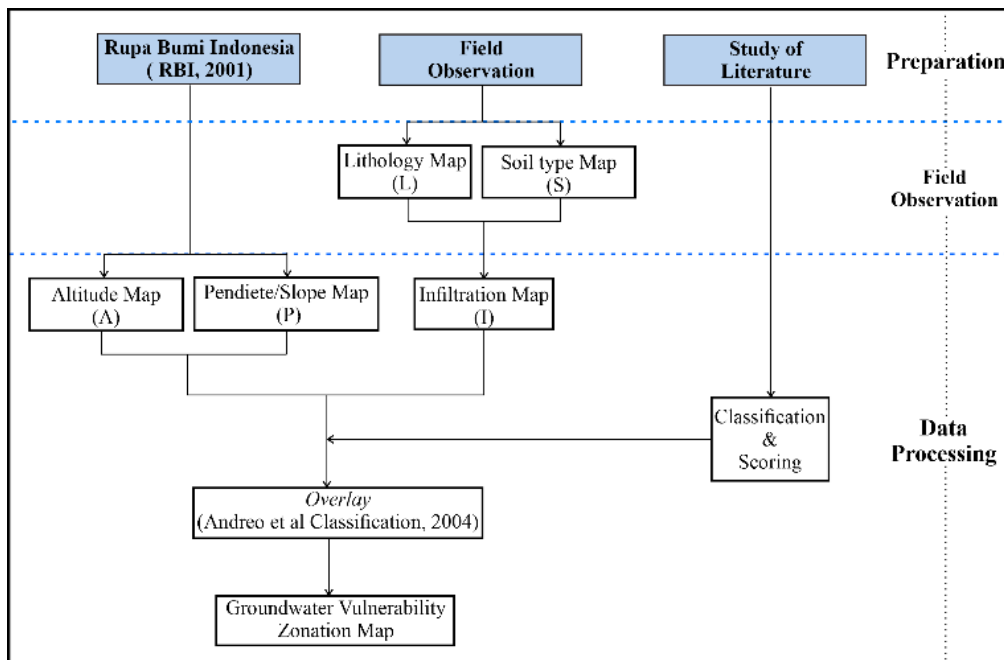 Rupa Bumi Indonesia
( RBI, 2001)
Field
Observation
Study of
Literature
Preparation
Lithology Map
(L)
Soil type Map
(S)
Field
Observation
Altitude Map
(A)
Pendiete/Slope Map
(P)
Infiltration Map
(I)
Classification
&
Scoring
Data
Processing
Overlay
(Andreo et al Classification, 2004)
Groundwater Vulnerability
Zonation Map